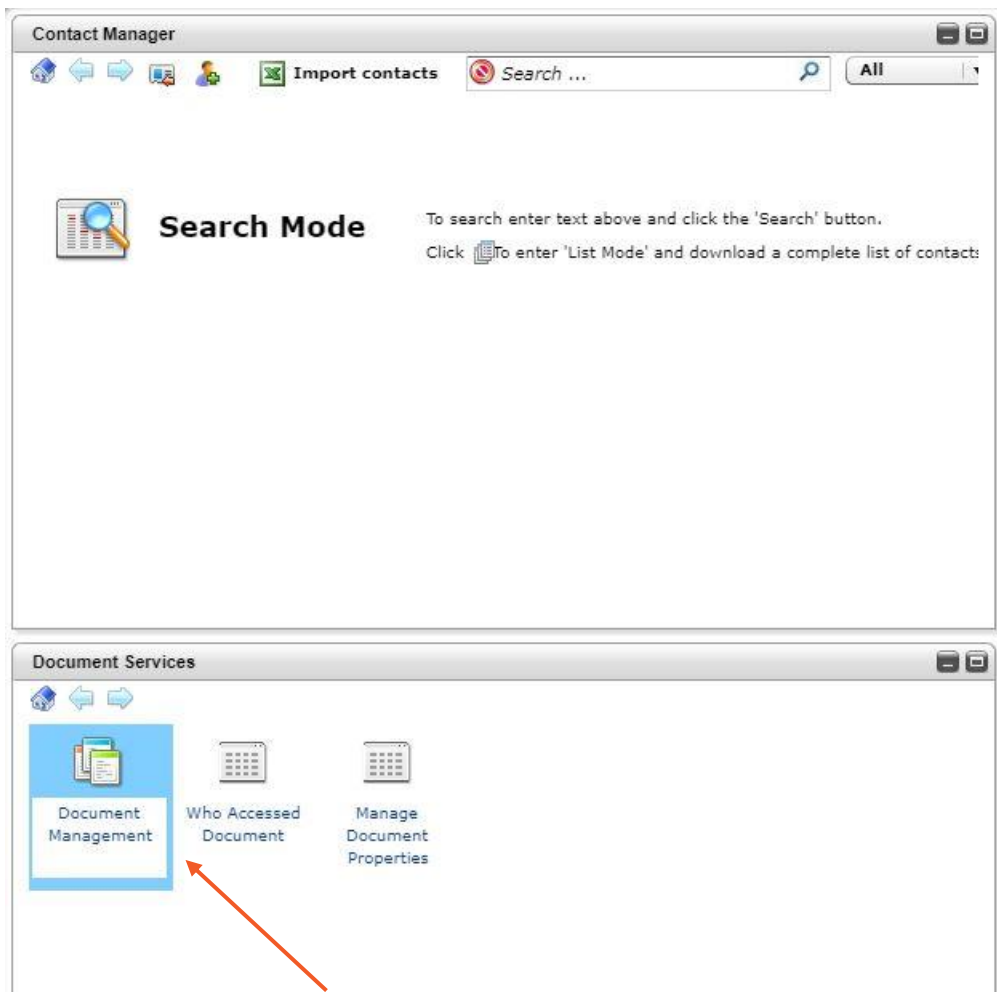 Contact Manager
Import contacts
Search ...
All
Search Mode
To search enter text above and click the 'Search' button.
Click To enter 'List Mode' and download a complete list of contacts
Document Services
Document
Management
Who Accessed
Document
Manage
Document
Properties